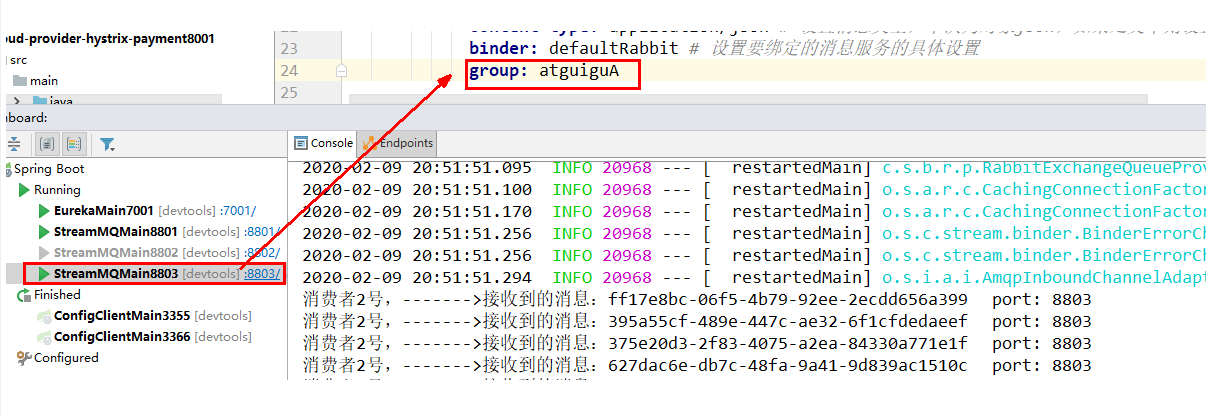 oud-provider-hystrix-payment8001
src
main
java
23
binder: defaultRabbit # 设置要绑定的消息服务的具体设置
24
group: atguiguA
25
nboard:
Console
Endpoints
Spring Boot
Running
EurekaMain7001 [devtools] :7001/
StreamMQMain8801 [devtools] :8801/
StreamMQMain8802 [devtools] :8802/
StreamMQMain8803 [devtools] :8803/
Finished
ConfigClientMain3355 [devtools]
ConfigClientMain3366 [devtools]
Configured
2020-02-09 20:51:51.095  INFO 20968 --- [  restartedMain] c.s.b.r.p.RabbitExchangeQueueProv
2020-02-09 20:51:51.100  INFO 20968 --- [  restartedMain] o.s.a.r.c.CachingConnectionFactor
2020-02-09 20:51:51.170  INFO 20968 --- [  restartedMain] o.s.a.r.c.CachingConnectionFactor
2020-02-09 20:51:51.256  INFO 20968 --- [  restartedMain] o.s.c.stream.binder.BinderErrorCh
2020-02-09 20:51:51.256  INFO 20968 --- [  restartedMain] o.s.c.stream.binder.BinderErrorCh
2020-02-09 20:51:51.294  INFO 20968 --- [  restartedMain] o.s.i.a.i.AmqpInboundChannelAdapt
消费者2号，------->接收到的消息：ff17e8bc-06f5-4b79-92ee-2ecdd656a399  port: 8803
消费者2号，------->接收到的消息：395a55cf-489e-447c-ae32-6f1cfdedaeef  port: 8803
消费者2号，------->接收到的消息：375e20d3-2f83-4075-a2ea-84330a771e1f  port: 8803
消费者2号，------->接收到的消息：627dac6e-db7c-48fa-9a41-9d839ac1510c  port: 8803